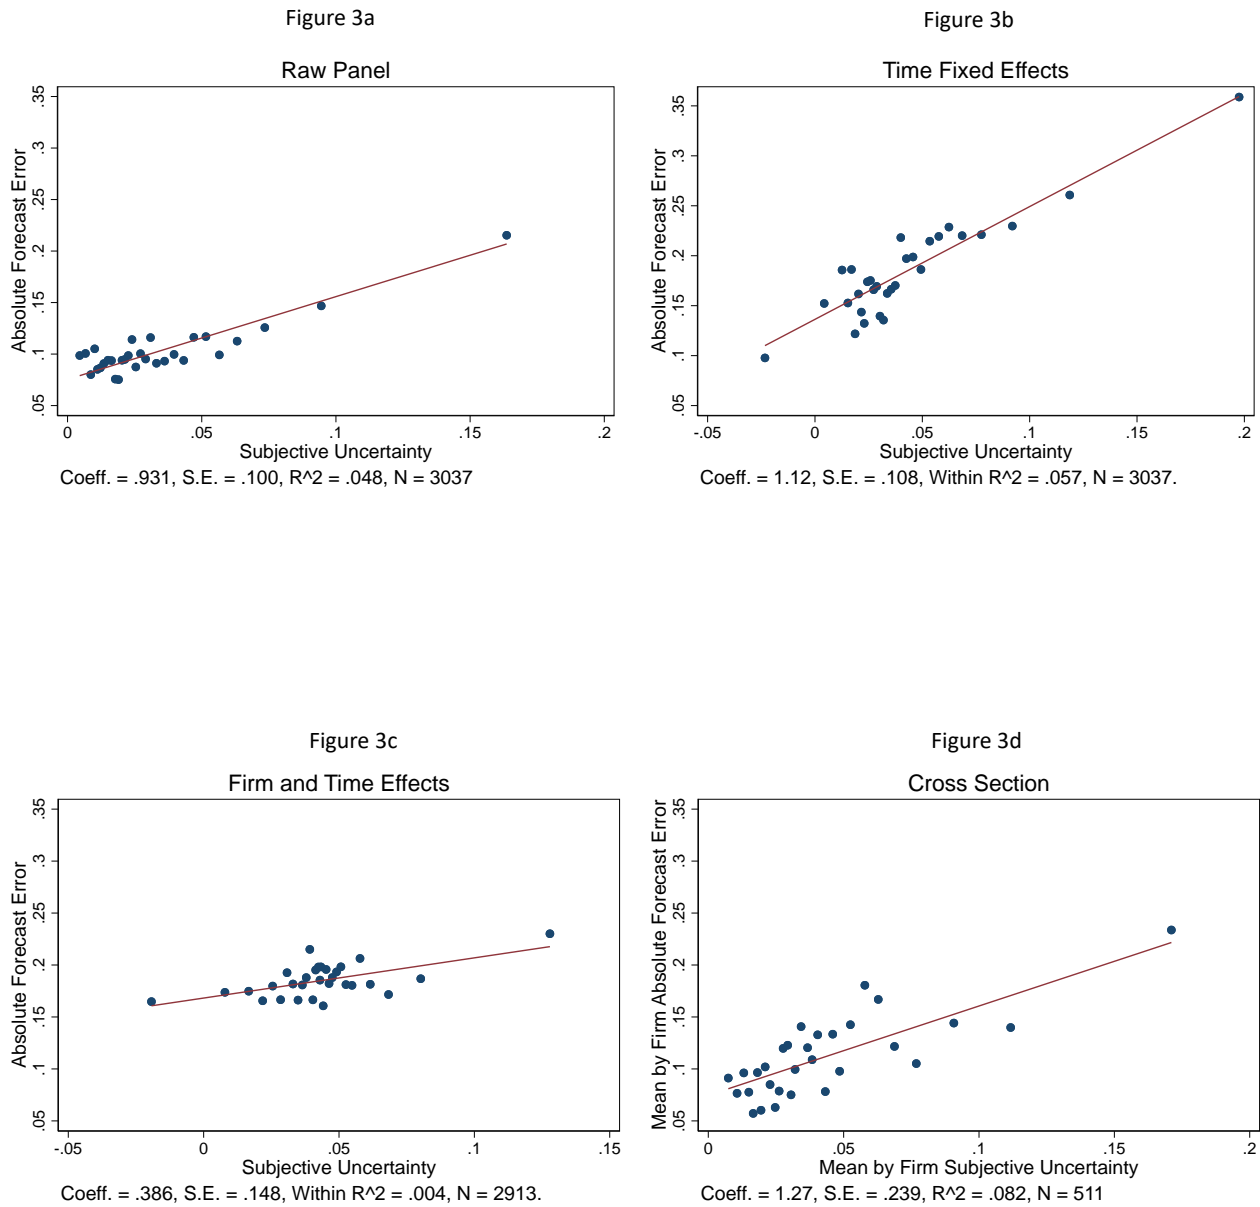 Figure 3a
Raw Panel
Absolute Forecast Error
.35
.3
.25
.2
.15
.1
.05
0
.05
.1
.15
.2
Subjective Uncertainty
Coeff. = .931, S.E. = .100, R^2 = .048, N = 3037
Figure 3b
Time Fixed Effects
Absolute Forecast Error
.35
.3
.25
.2
.15
.1
.05
-.05
0
.05
.1
.15
.2
Subjective Uncertainty
Coeff. = 1.12, S.E. = .108, Within R^2 = .057, N = 3037.
Figure 3c
Firm and Time Effects
Absolute Forecast Error
.35
.3
.25
.2
.15
.1
.05
-.05
0
.05
.1
.15
Subjective Uncertainty
Coeff. = .386, S.E. = .148, Within R^2 = .004, N = 2913.
Figure 3d
Cross Section
Mean by Firm Absolute Forecast Error
.35
.3
.25
.2
.15
.1
.05
0
.05
.1
.15
.2
Mean by Firm Subjective Uncertainty
Coeff. = 1.27, S.E. = .239, R^2 = .082, N = 511